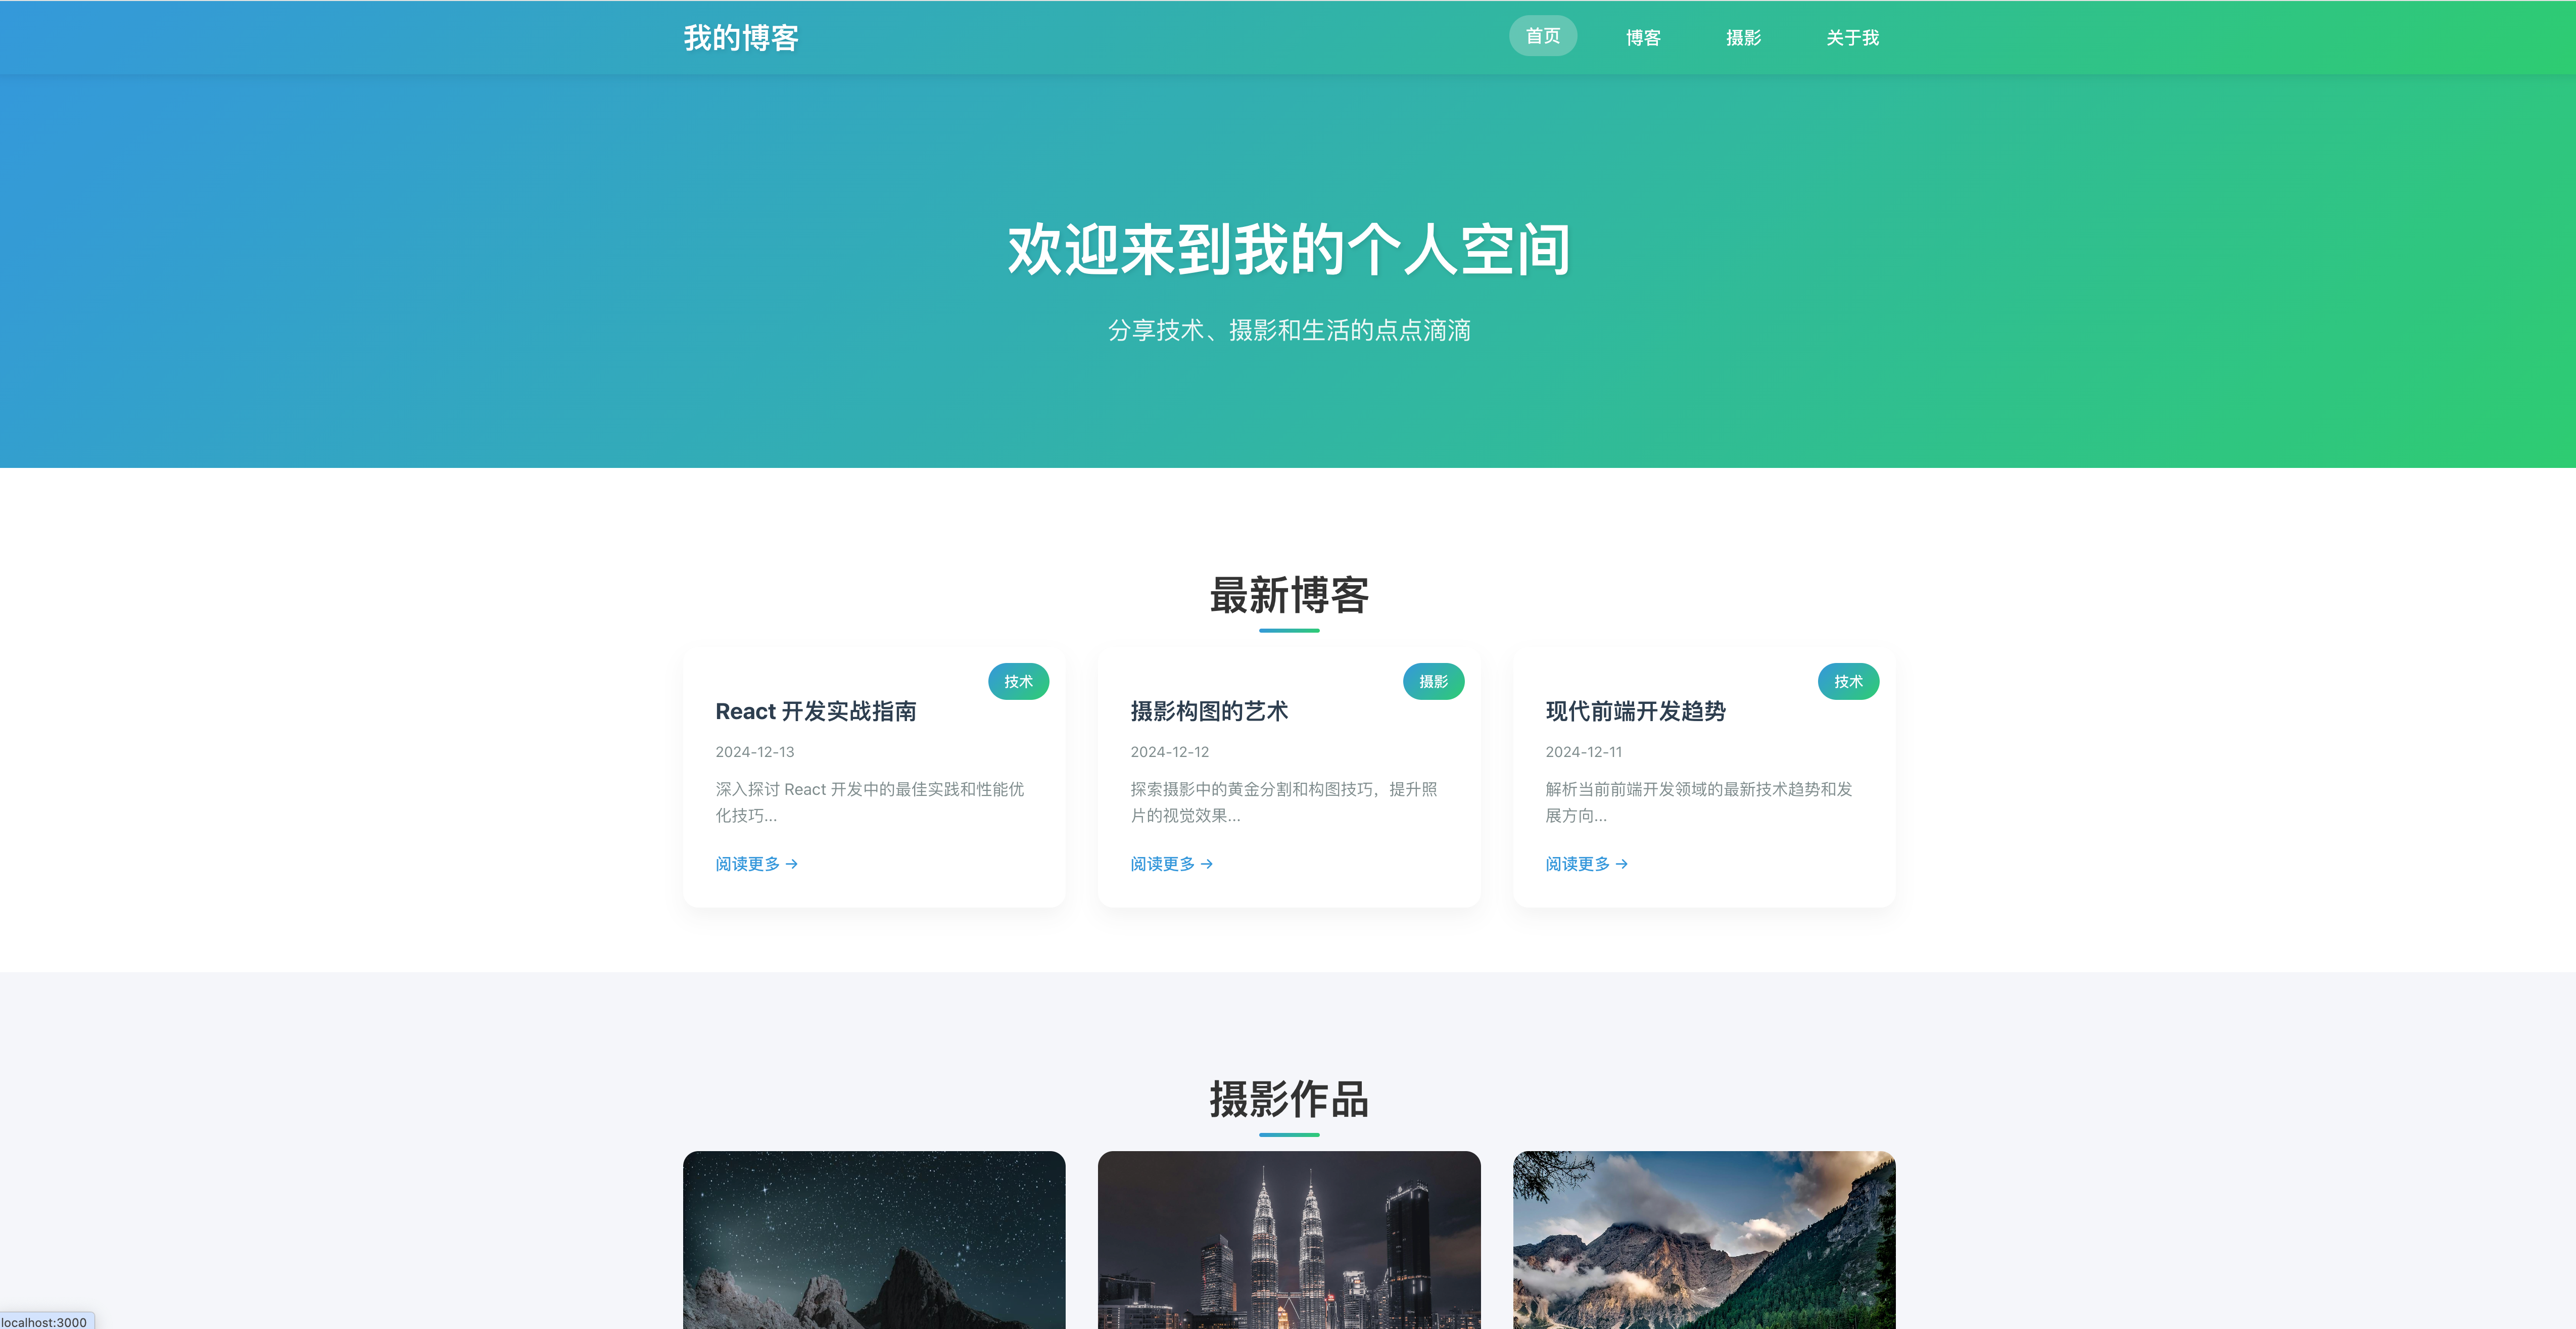 我的博客
首页 博客 摄影 关于我
欢迎来到我的个人空间
分享技术、摄影和生活的点点滴滴
最新博客
技术
React 开发实战指南
2024-12-13
深入探讨 React 开发中的最佳实践和性能优
化技巧...
阅读更多 →
摄影
摄影构图的艺术
2024-12-12
探索摄影中的黄金分割和构图技巧，提升照
片的视觉效果...
阅读更多 →
技术
现代前端开发趋势
2024-12-11
解析当前前端开发领域的最新技术趋势和发
展方向...
阅读更多 →
摄影作品
localhost:3000